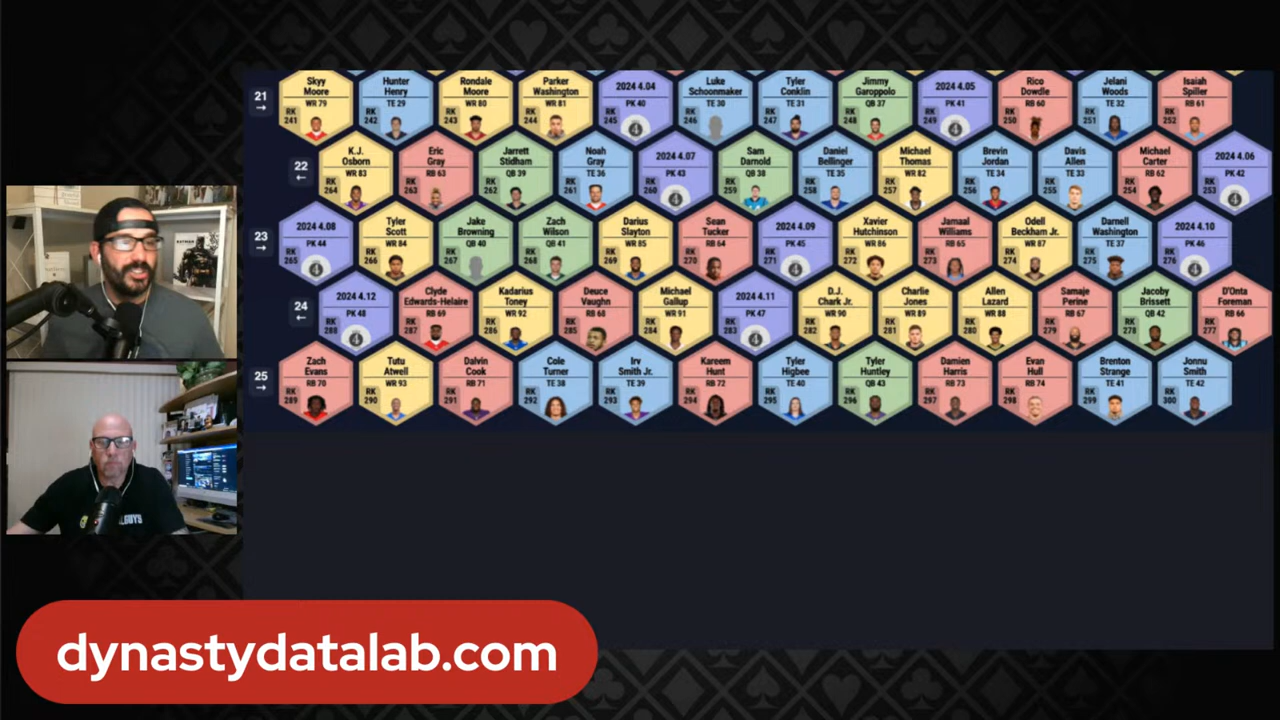 21
→
Skyy
Moore
WR 79
RK
241
Hunter
Henry
TE 29
RK
242
Rondale
Moore
WR 80
RK
243
Parker
Washington
WR 81
RK
244
2024 4.04
PK 40
RK
245
4
Luke
Schoonmaker
TE 30
RK
246
Tyler
Conklin
TE 31
RK
247
Jimmy
Garoppolo
QB 37
RK
248
2024 4.05
PK 41
RK
249
4
Rico
Dowdle
RB 60
RK
250
Jelani
Woods
TE 32
RK
251
Isaiah
Spiller
RB 61
RK
252
22
←
K.J.
Osborn
WR 83
RK
264
Eric
Gray
RB 63
RK
263
Jarrett
Stidham
QB 39
RK
262
Noah
Gray
TE 36
RK
261
2024 4.07
PK 43
RK
260
4
Sam
Darnold
QB 38
RK
259
Daniel
Bellinger
TE 35
RK
258
Michael
Thomas
WR 82
RK
257
Brevin
Jordan
TE 34
RK
256
Davis
Allen
TE 33
RK
255
Michael
Carter
RB 62
RK
254
2024 4.06
PK 42
RK
253
4
23
→
2024 4.08
PK 44
RK
265
4
Tyler
Scott
WR 84
RK
266
Jake
Browning
QB 40
RK
267
Zach
Wilson
QB 41
RK
268
Darius
Slayton
WR 85
RK
269
Sean
Tucker
RB 64
RK
270
2024 4.09
PK 45
RK
271
4
Xavier
Hutchinson
WR 86
RK
272
Jamaal
Williams
RB 65
RK
273
Odell
Beckham Jr.
WR 87
RK
274
Darnell
Washington
TE 37
RK
275
2024 4.10
PK 46
RK
276
4
24
←
2024 4.12
PK 48
RK
288
4
Clyde
Edwards-Helaire
RB 69
RK
287
Kadarius
Toney
WR 92
RK
286
Deuce
Vaughn
RB 68
RK
285
Michael
Gallup
WR 91
RK
284
2024 4.11
PK 47
RK
283
4
D.J.
Chark Jr.
WR 90
RK
282
Charlie
Jones
WR 89
RK
281
Allen
Lazard
WR 88
RK
280
Samaje
Perine
RB 67
RK
279
Jacoby
Brissett
QB 42
RK
278
D'Onta
Foreman
RB 66
RK
277
25
→
Zach
Evans
RB 70
RK
289
Tutu
Atwell
WR 93
RK
290
Dalvin
Cook
RB 71
RK
291
Cole
Turner
TE 38
RK
292
Irv
Smith Jr.
TE 39
RK
293
Kareem
Hunt
RB 72
RK
294
Tyler
Higbee
TE 40
RK
295
Tyler
Huntley
QB 43
RK
296
Damien
Harris
RB 73
RK
297
Evan
Hull
RB 74
RK
298
Brenton
Strange
TE 41
RK
299
Jonnu
Smith
TE 42
RK
300
dynastydatalab.com